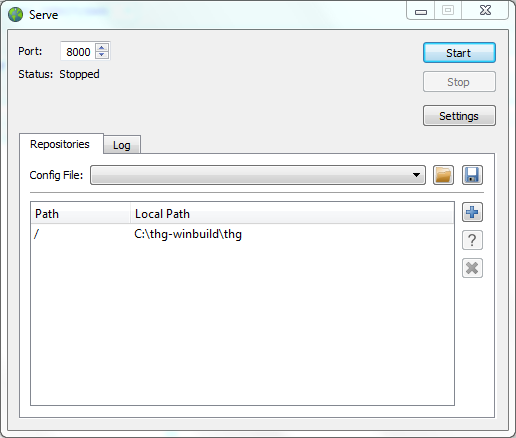 Serve
Port: 8000
Start
Status: Stopped
Stop
Settings
Repositories Log
Config File:
Path Local Path
/ C:\thg-winbuild\thg
?